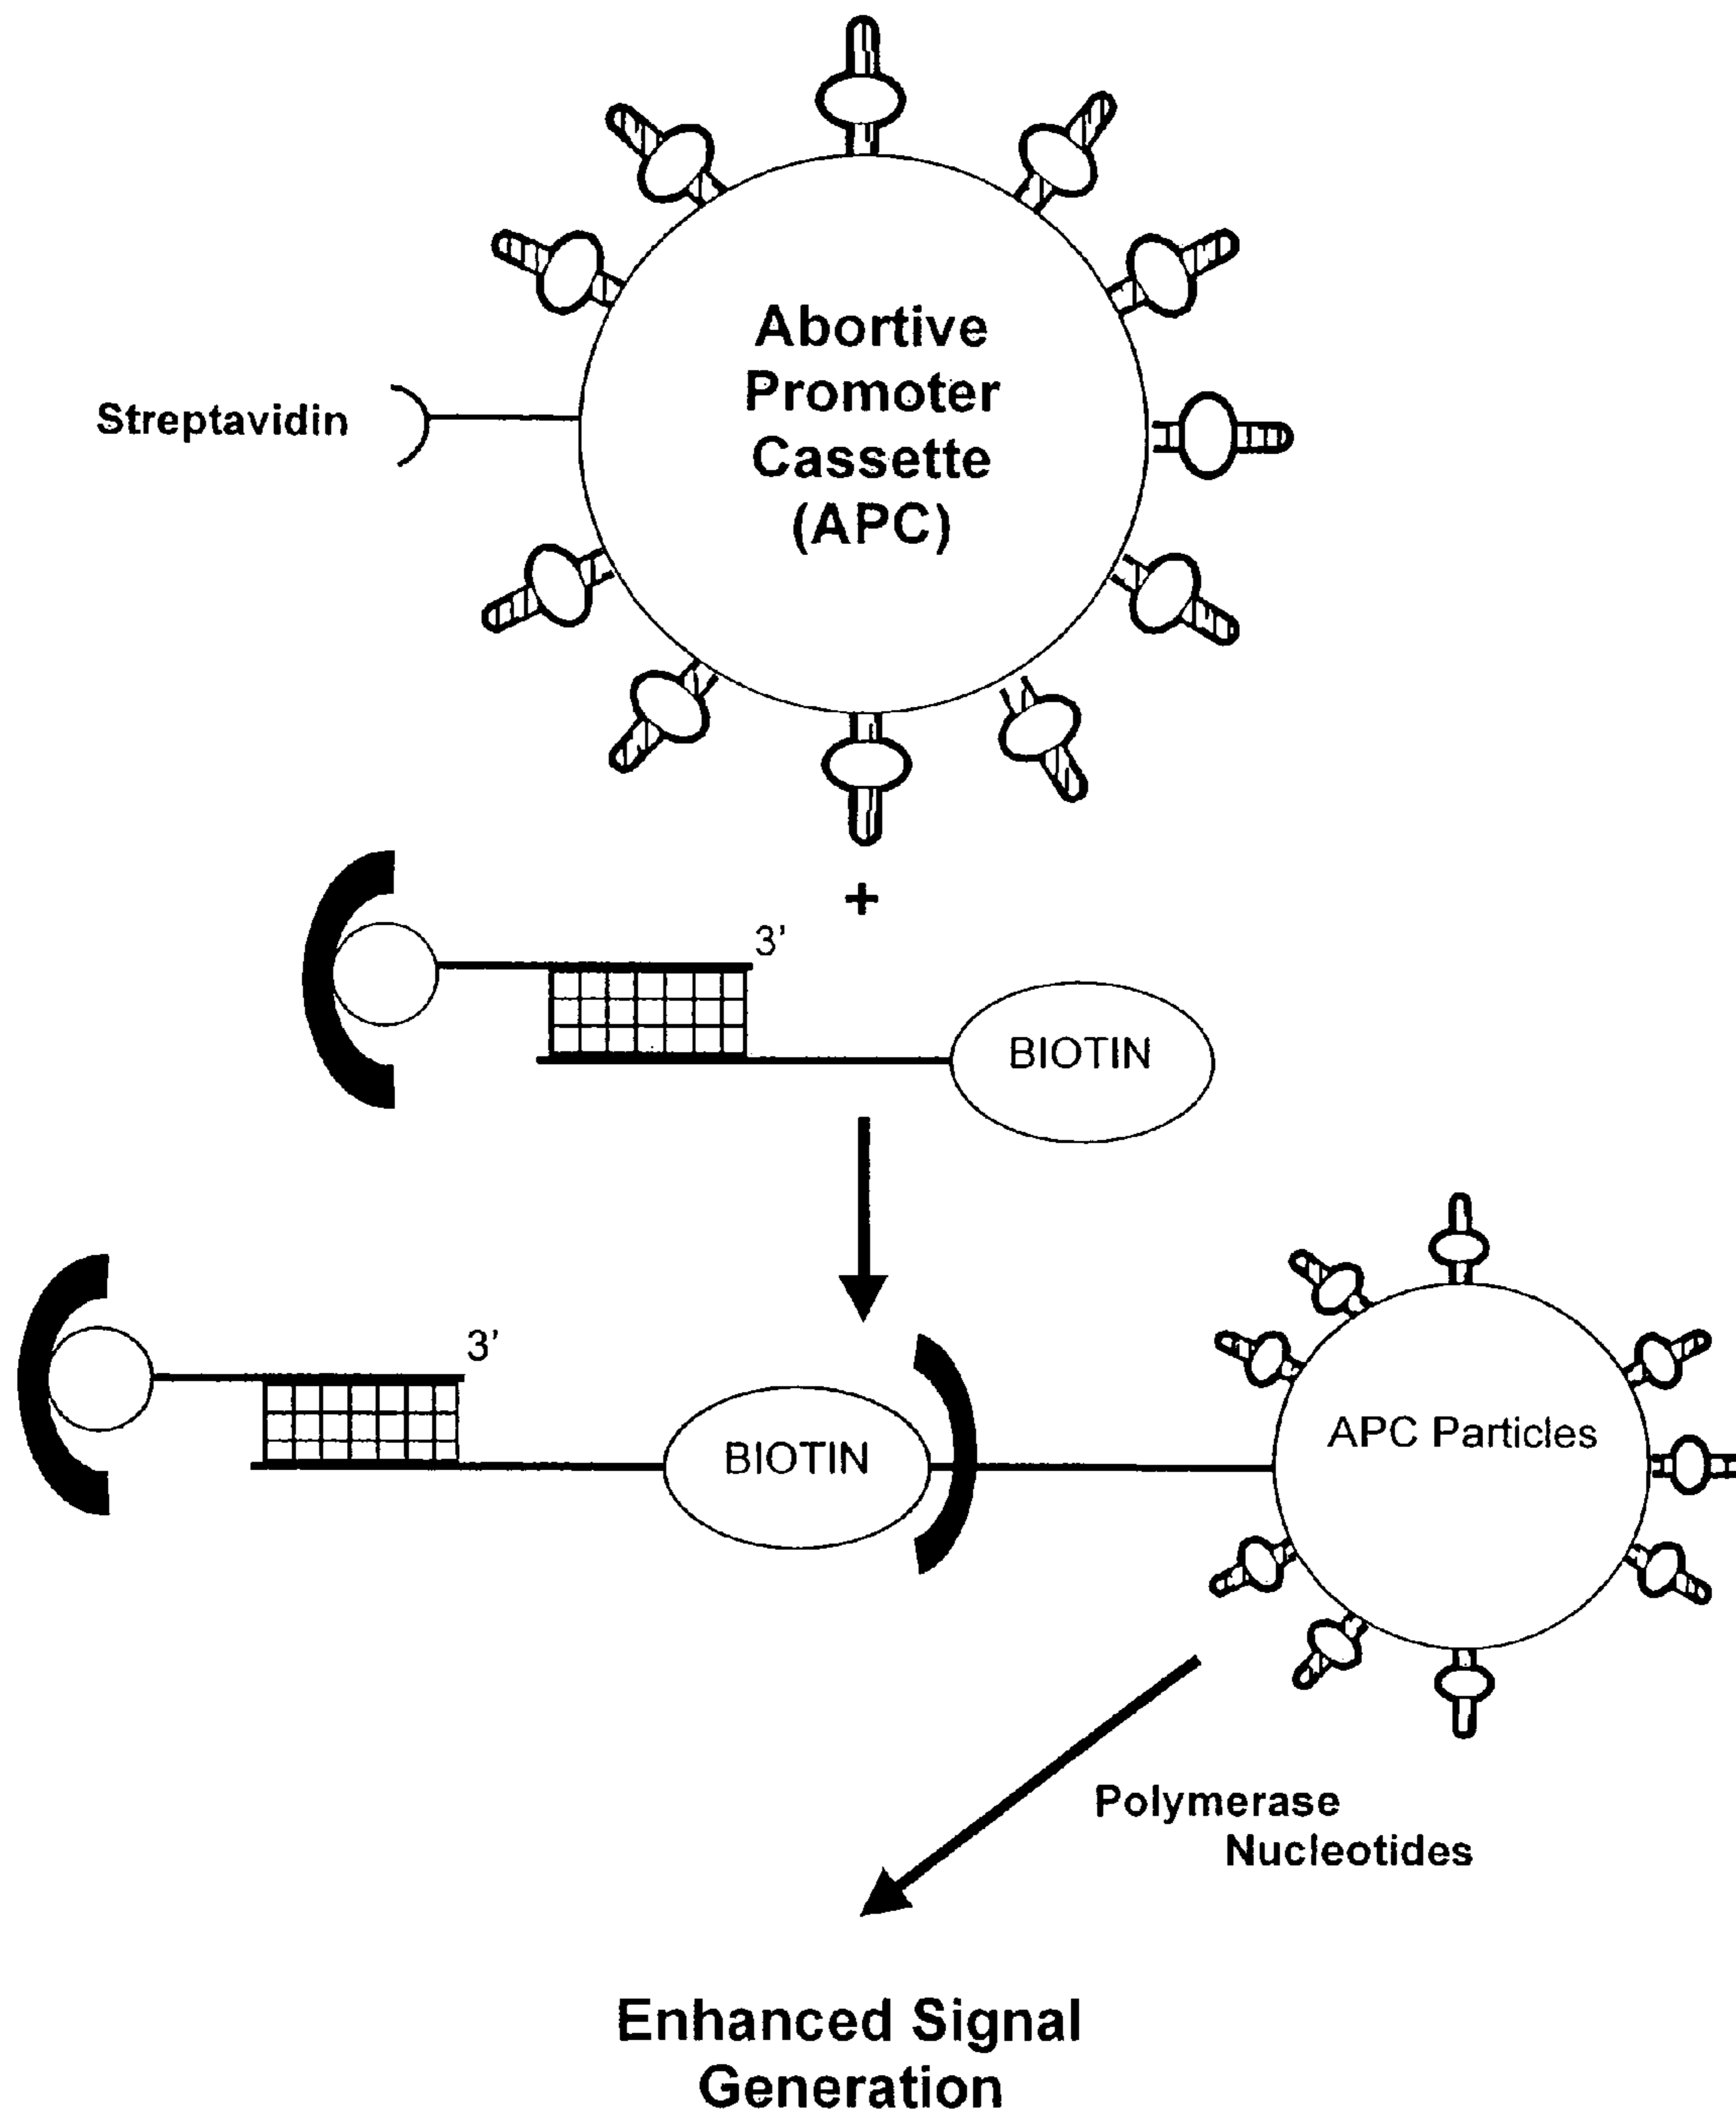 Abortive
Promoter
Cassette
(APC)
Streptavidin
+
3'
BIOTIN
3'
BIOTIN
APC Particles
Polymerase
Nucleotides
Enhanced Signal
Generation